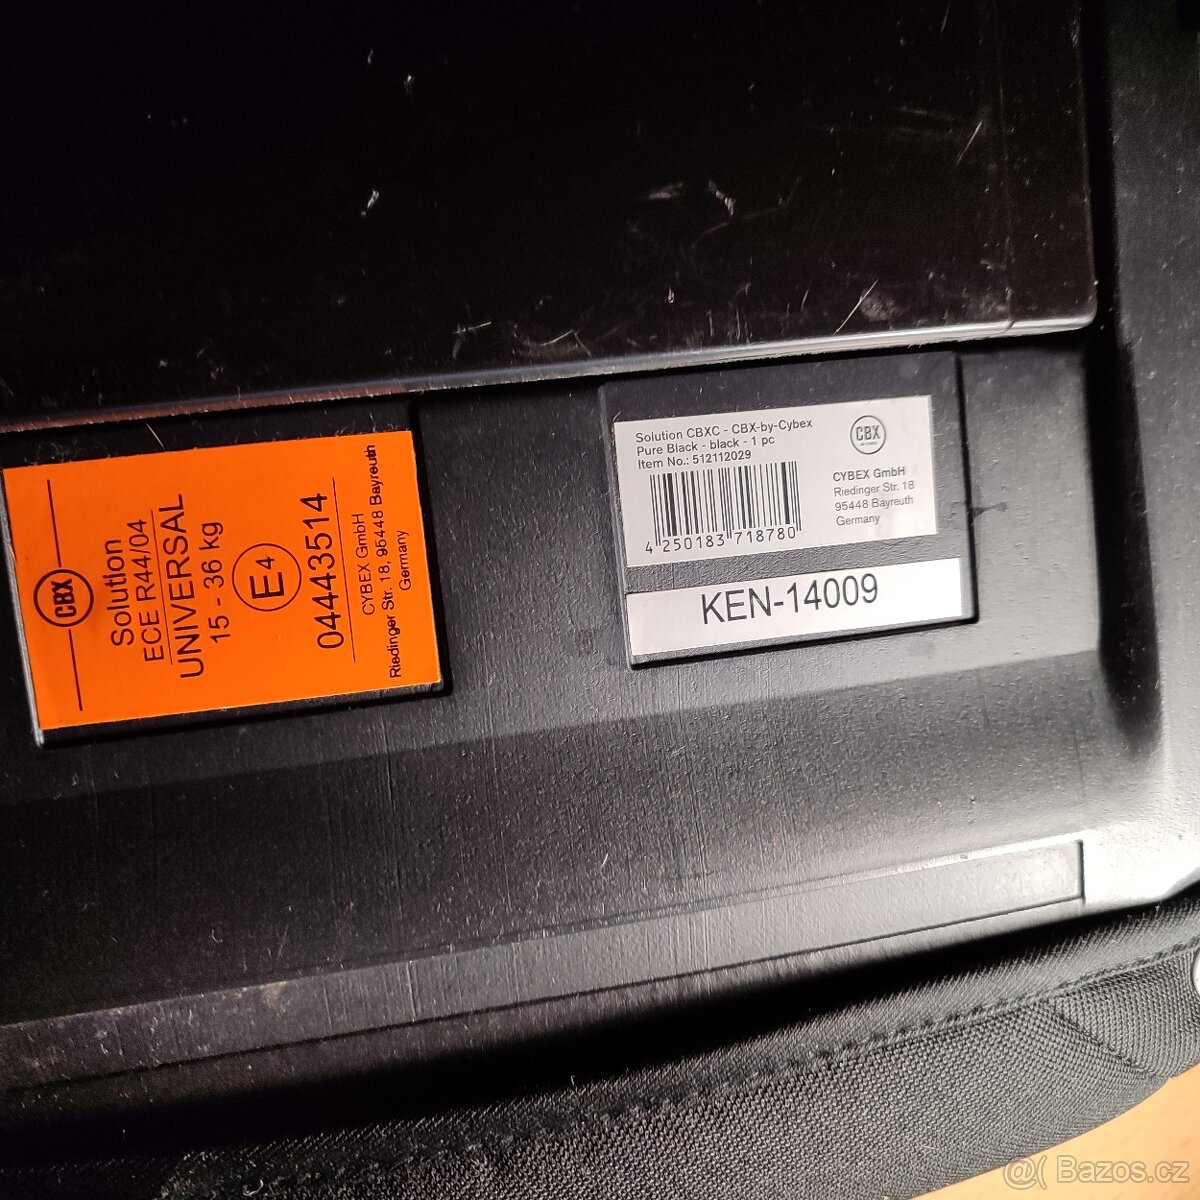 CBX
Solution
ECE R44/04
UNIVERSAL
15 - 36 kg
E4
0443514
CYBEX GmbH
Riedinger Str. 18, 95448 Bayreuth
Germany
Solution CBXC - CBX-by-Cybex
Pure Black - black - 1 pc
Item No.: 512112029
4 250183 718780
CBX
CYBEX GmbH
Riedinger Str. 18
95448 Bayreuth
Germany
KEN-14009
@( Bazos.cz